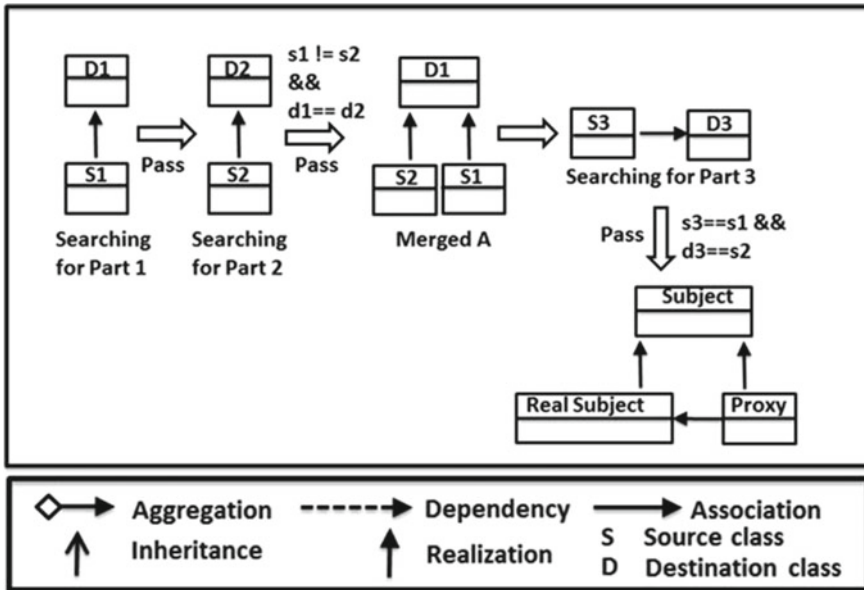 D1
S1
Searching
for Part 1
Pass
D2
S2
Searching
for Part 2
s1 != s2
&&
d1== d2
Pass
D1
S2
S1
Merged A
S3
D3
Searching for Part 3
Pass
s3==s1 &&
d3==s2
Subject
Real Subject
Proxy
Aggregation
Dependency
Association
Inheritance
Realization
S Source class
D Destination class